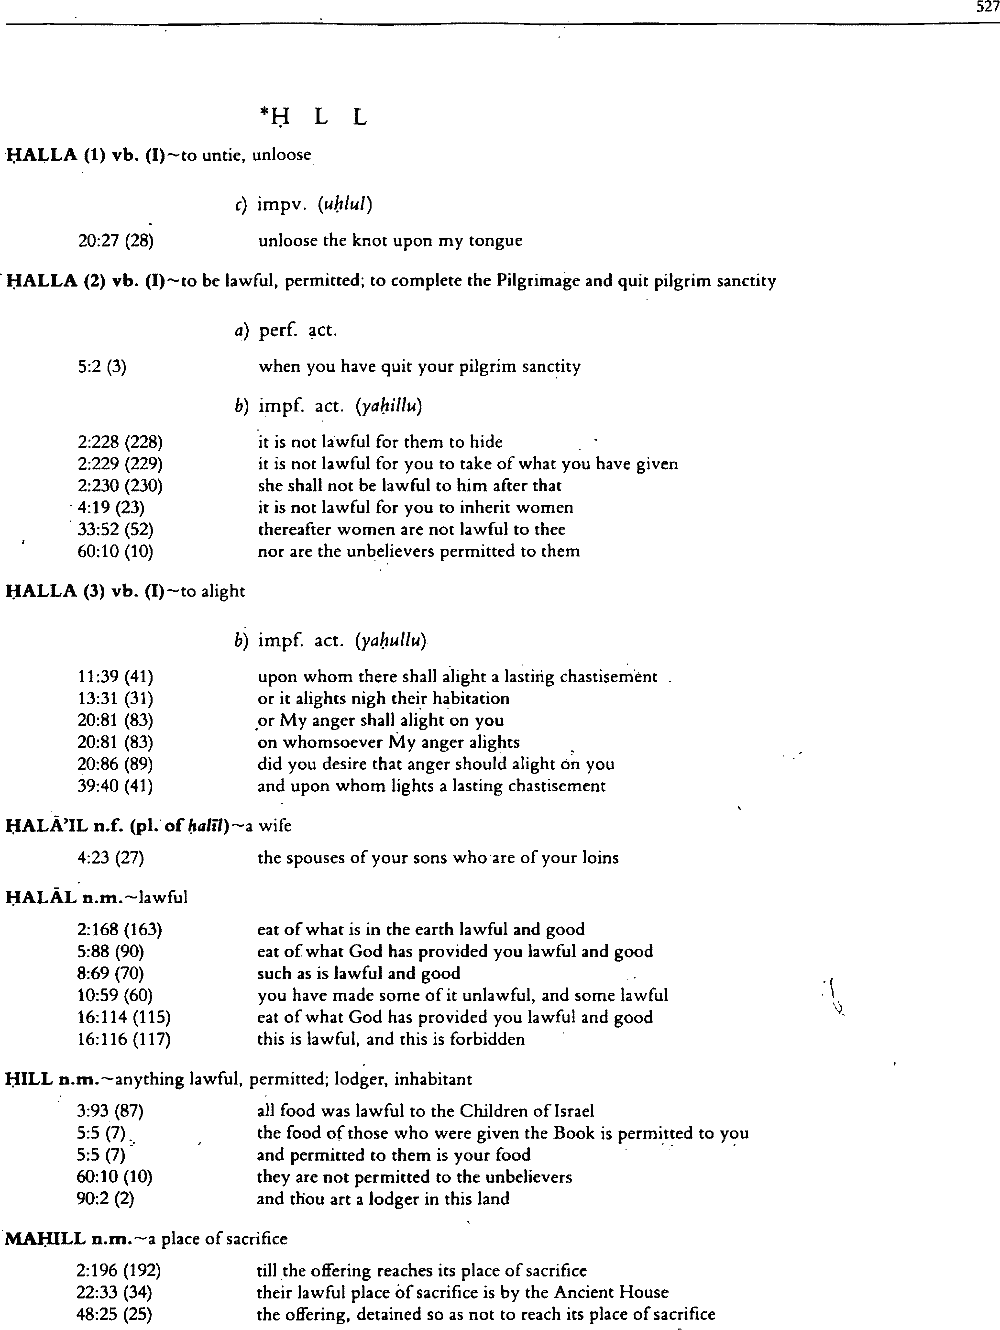 527
*Ḥ L L
ḤALLA (1) vb. (I)~to untie, unloose
c) impv. (uḥlul)
20:27 (28) unloose the knot upon my tongue
ḤALLA (2) vb. (I)~to be lawful, permitted; to complete the Pilgrimage and quit pilgrim sanctity
a) perf. act.
5:2 (3) when you have quit your pilgrim sanctity
b) impf. act. (yaḥillu)
2:228 (228) it is not lawful for them to hide
2:229 (229) it is not lawful for you to take of what you have given
2:230 (230) she shall not be lawful to him after that
4:19 (23) it is not lawful for you to inherit women
33:52 (52) thereafter women are not lawful to thee
60:10 (10) nor are the unbelievers permitted to them
ḤALLA (3) vb. (I)~to alight
b) impf. act. (yaḥullu)
11:39 (41) upon whom there shall alight a lasting chastisement
13:31 (31) or it alights nigh their habitation
20:81 (83) or My anger shall alight on you
20:81 (83) on whomsoever My anger alights
20:86 (89) did you desire that anger should alight on you
39:40 (41) and upon whom lights a lasting chastisement
ḤALĀ'IL n.f. (pl. of ḥalīl)~a wife
4:23 (27) the spouses of your sons who are of your loins
ḤALĀL n.m.~lawful
2:168 (163) eat of what is in the earth lawful and good
5:88 (90) eat of what God has provided you lawful and good
8:69 (70) such as is lawful and good
10:59 (60) you have made some of it unlawful, and some lawful
16:114 (115) eat of what God has provided you lawful and good
16:116 (117) this is lawful, and this is forbidden
ḤILL n.m.~anything lawful, permitted; lodger, inhabitant
3:93 (87) all food was lawful to the Children of Israel
5:5 (7) the food of those who were given the Book is permitted to you
5:5 (7) and permitted to them is your food
60:10 (10) they are not permitted to the unbelievers
90:2 (2) and thou art a lodger in this land
MAḤILL n.m.~a place of sacrifice
2:196 (192) till the offering reaches its place of sacrifice
22:33 (34) their lawful place of sacrifice is by the Ancient House
48:25 (25) the offering, detained so as not to reach its place of sacrifice